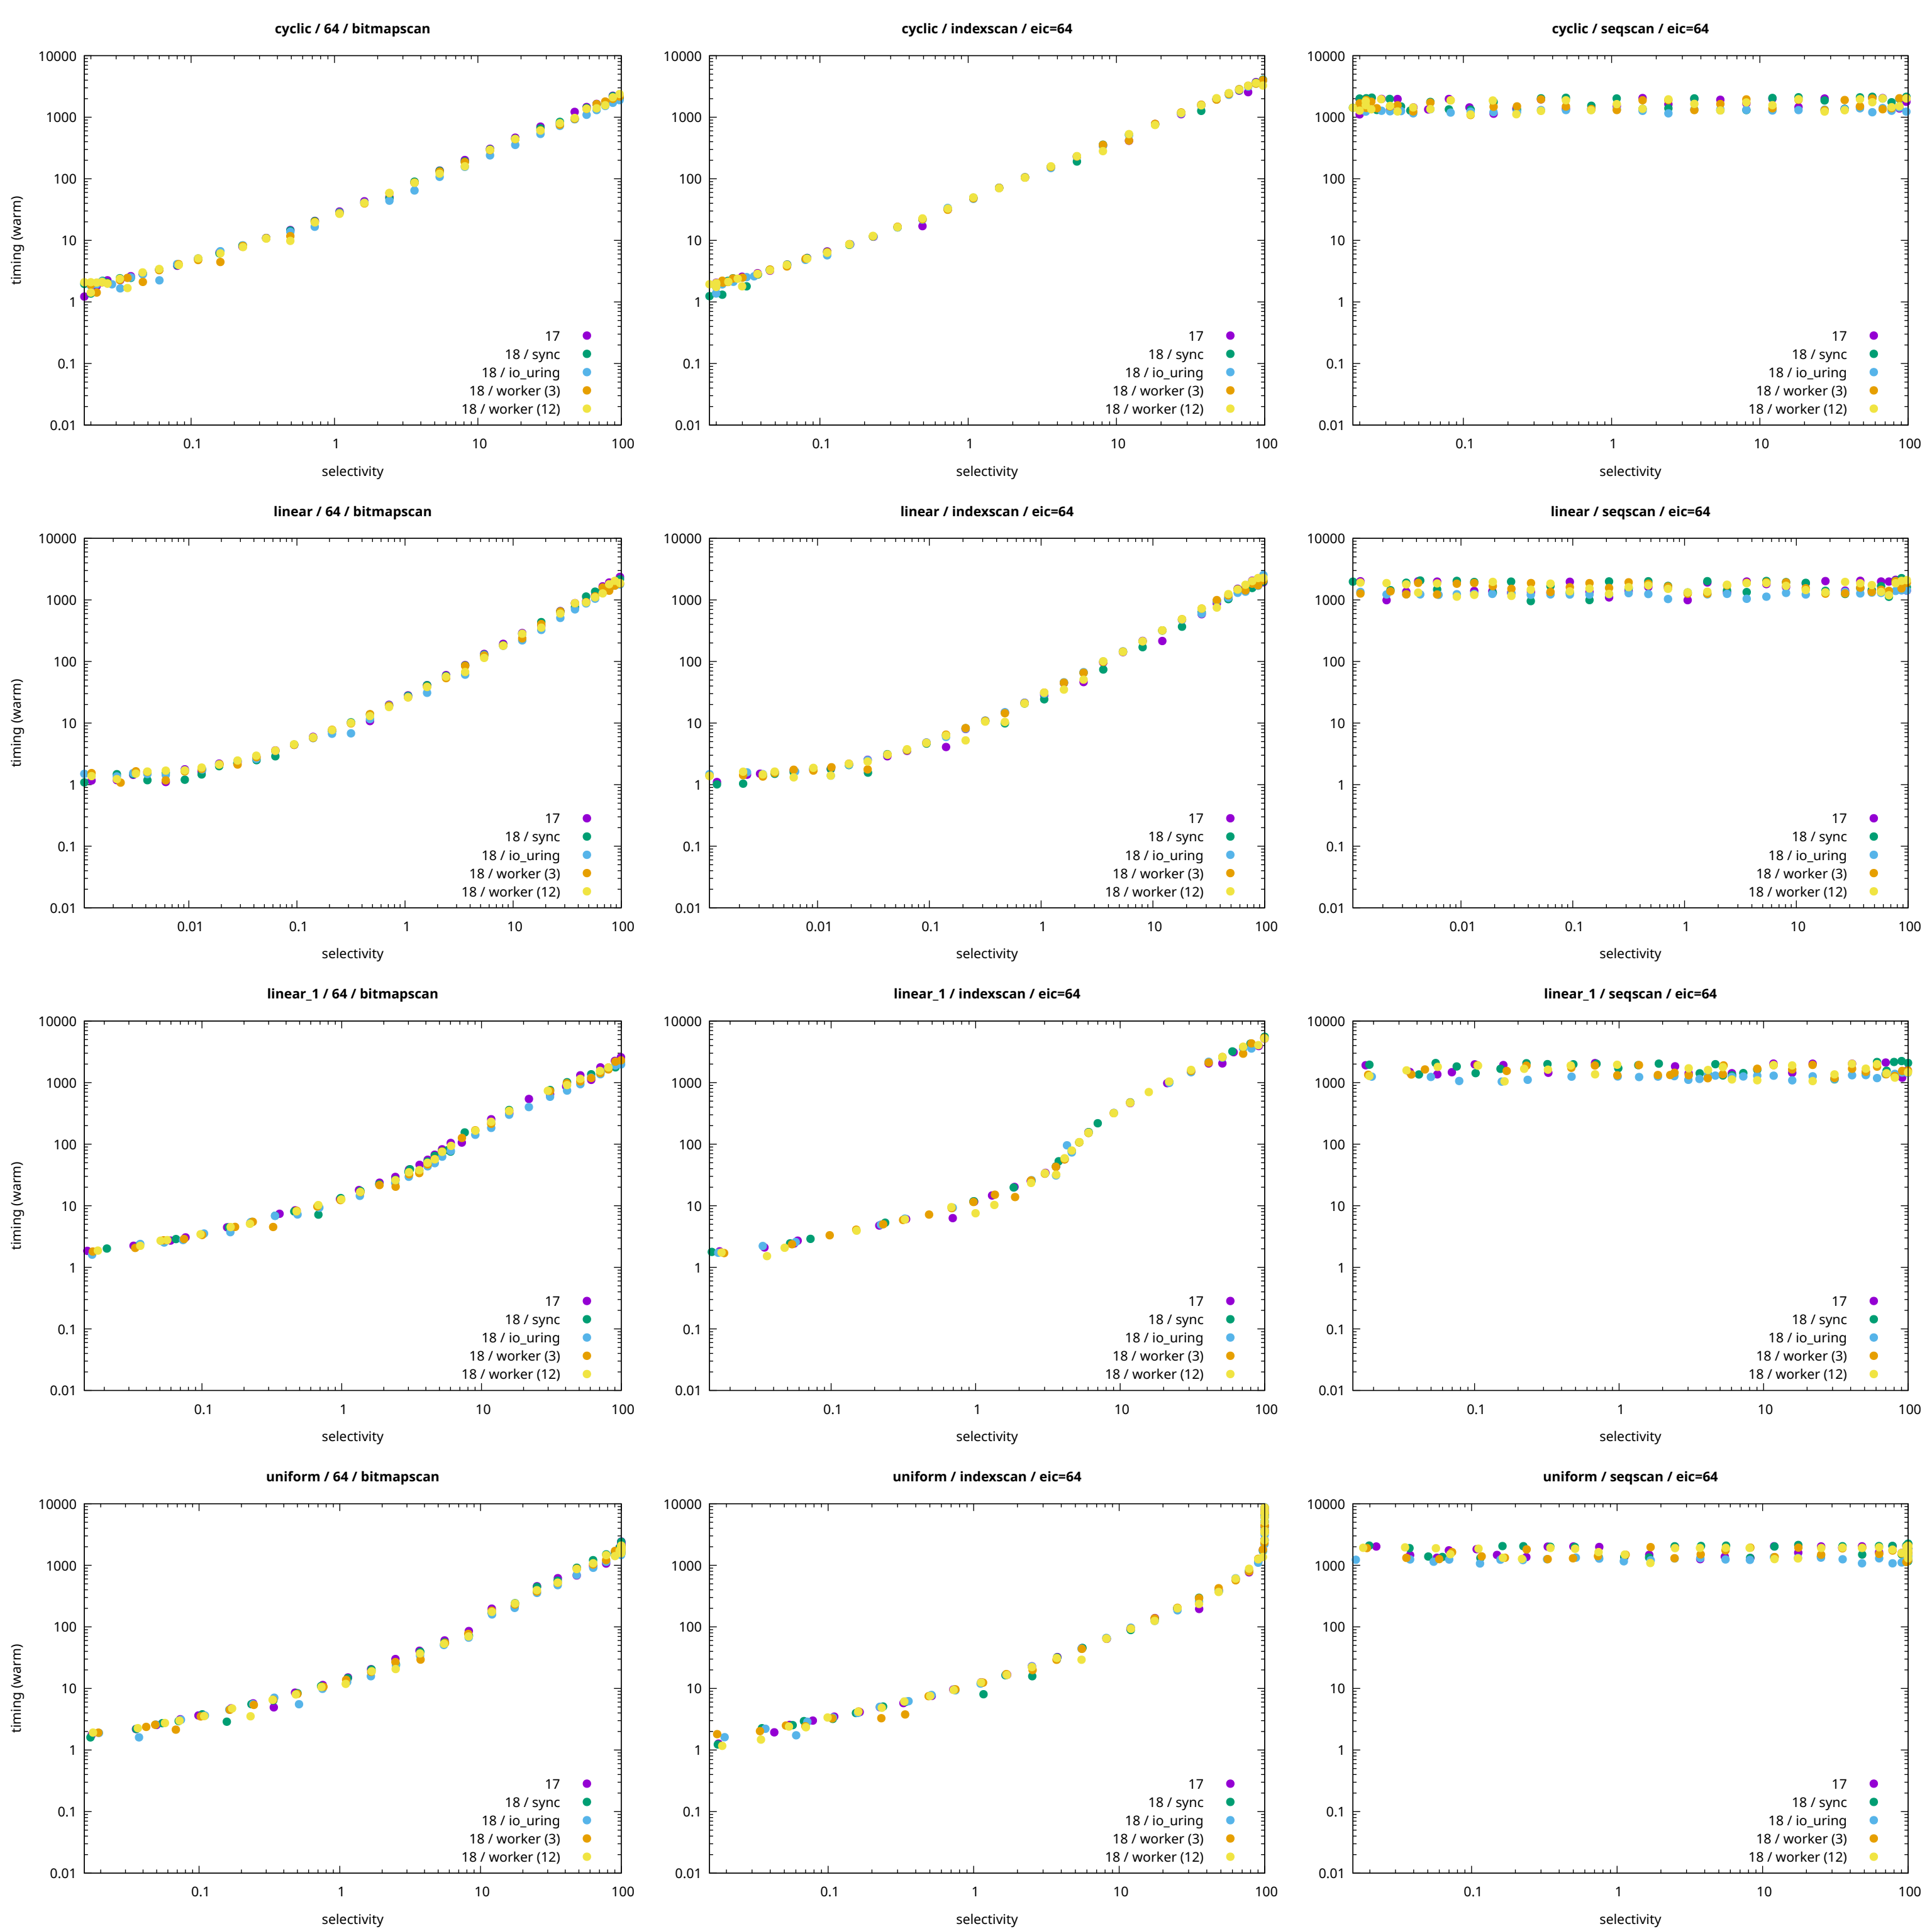 cyclic / 64 / bitmapscan
10000
1000
100
10
1
0.1
0.01
timing (warm)
17
18 / sync
18 / io_uring
18 / worker (3)
18 / worker (12)
0.1
1
10
100
selectivity
cyclic / indexscan / eic=64
10000
1000
100
10
1
0.1
0.01
17
18 / sync
18 / io_uring
18 / worker (3)
18 / worker (12)
0.1
1
10
100
selectivity
cyclic / seqscan / eic=64
10000
1000
100
10
1
0.1
0.01
17
18 / sync
18 / io_uring
18 / worker (3)
18 / worker (12)
0.1
1
10
100
selectivity
linear / 64 / bitmapscan
10000
1000
100
10
1
0.1
0.01
timing (warm)
17
18 / sync
18 / io_uring
18 / worker (3)
18 / worker (12)
0.01
0.1
1
10
100
selectivity
linear / indexscan / eic=64
10000
1000
100
10
1
0.1
0.01
17
18 / sync
18 / io_uring
18 / worker (3)
18 / worker (12)
0.01
0.1
1
10
100
selectivity
linear / seqscan / eic=64
10000
1000
100
10
1
0.1
0.01
17
18 / sync
18 / io_uring
18 / worker (3)
18 / worker (12)
0.01
0.1
1
10
100
selectivity
linear_1 / 64 / bitmapscan
10000
1000
100
10
1
0.1
0.01
timing (warm)
17
18 / sync
18 / io_uring
18 / worker (3)
18 / worker (12)
0.1
1
10
100
selectivity
linear_1 / indexscan / eic=64
10000
1000
100
10
1
0.1
0.01
17
18 / sync
18 / io_uring
18 / worker (3)
18 / worker (12)
0.1
1
10
100
selectivity
linear_1 / seqscan / eic=64
10000
1000
100
10
1
0.1
0.01
17
18 / sync
18 / io_uring
18 / worker (3)
18 / worker (12)
0.1
1
10
100
selectivity
uniform / 64 / bitmapscan
10000
1000
100
10
1
0.1
0.01
timing (warm)
17
18 / sync
18 / io_uring
18 / worker (3)
18 / worker (12)
0.1
1
10
100
selectivity
uniform / indexscan / eic=64
10000
1000
100
10
1
0.1
0.01
17
18 / sync
18 / io_uring
18 / worker (3)
18 / worker (12)
0.1
1
10
100
selectivity
uniform / seqscan / eic=64
10000
1000
100
10
1
0.1
0.01
17
18 / sync
18 / io_uring
18 / worker (3)
18 / worker (12)
0.1
1
10
100
selectivity